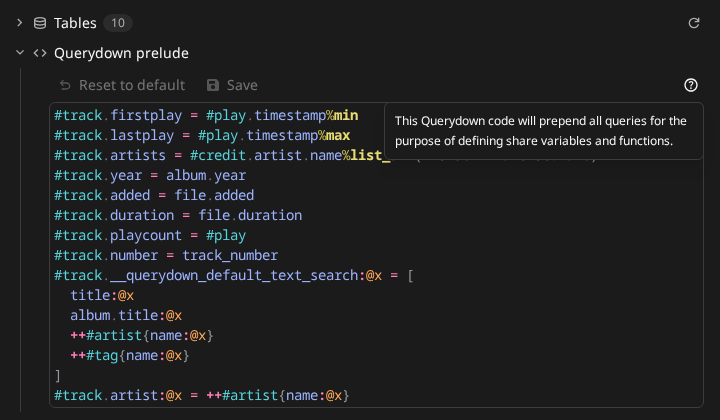 Tables 10
Querydown prelude
Reset to default Save
#track.firstplay = #play.timestamp%min
#track.lastplay = #play.timestamp%max
This Querydown code will prepend all queries for the
purpose of defining share variables and functions.
#track.artists = #credit.artist.name%list_
#track.year = album.year
#track.added = file.added
#track.duration = file.duration
#track.playcount = #play
#track.number = track_number
#track.__querydown_default_text_search:@x = [
title:@x
album.title:@x
++#artist{name:@x}
++#tag{name:@x}
]
#track.artist:@x = ++#artist{name:@x}